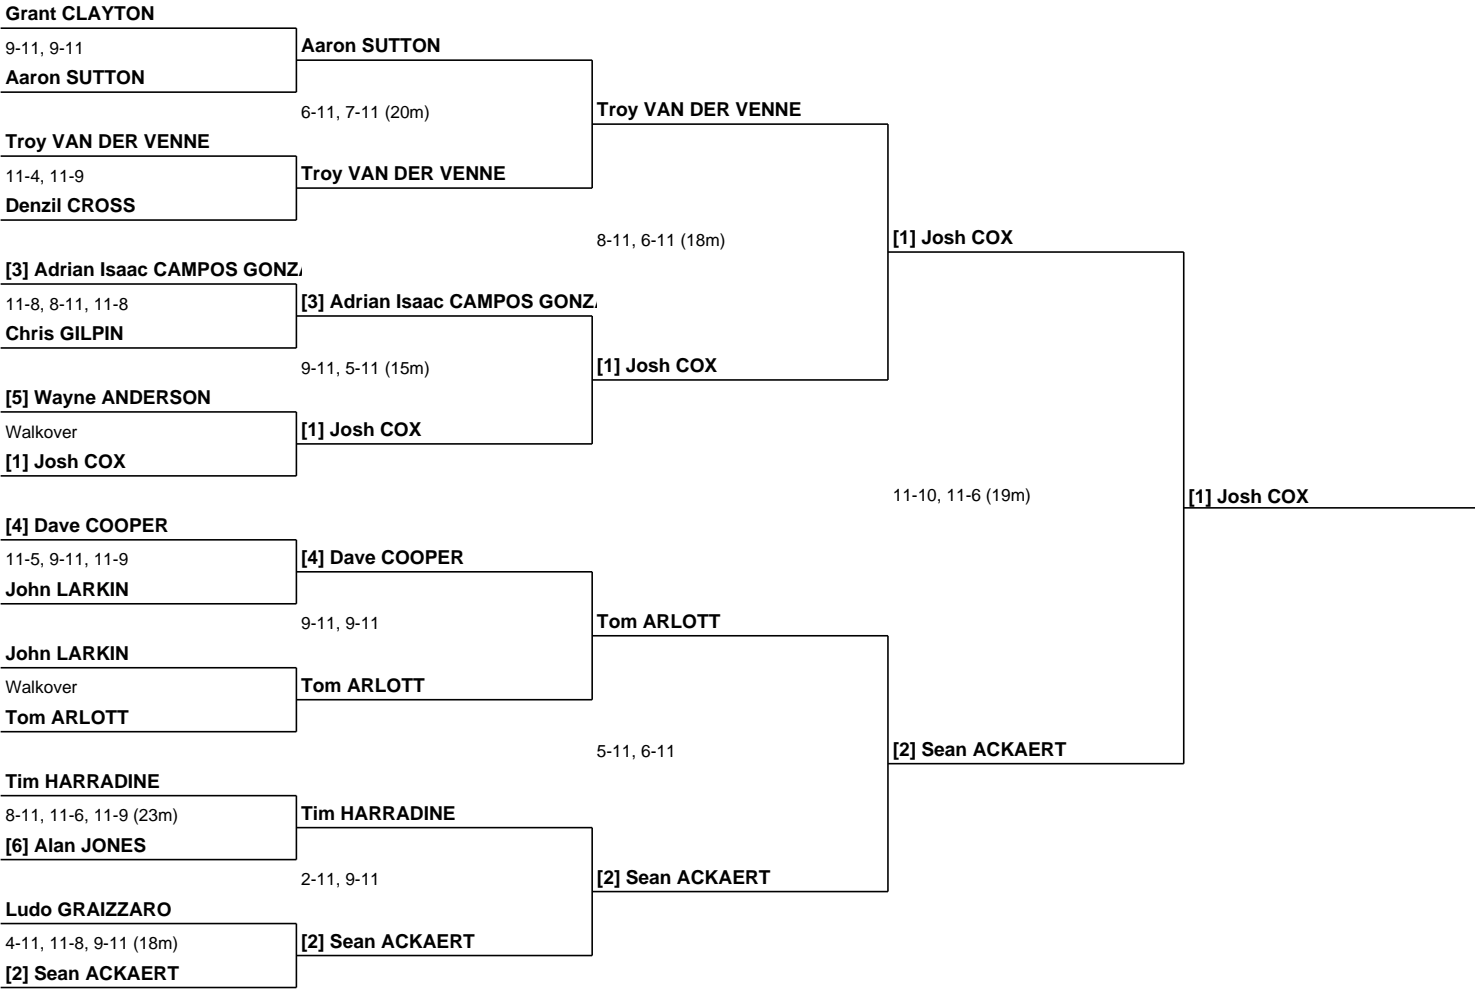 Grant CLAYTON
9-11, 9-11
Aaron SUTTON
Troy VAN DER VENNE
11-4, 11-9
Denzil CROSS
[3] Adrian Isaac CAMPOS GONZ
11-8, 8-11, 11-8
Chris GILPIN
[5] Wayne ANDERSON
Walkover
[1] Josh COX
[4] Dave COOPER
11-5, 9-11, 11-9
John LARKIN
John LARKIN
Walkover
Tom ARLOTT
Tim HARRADINE
8-11, 11-6, 11-9 (23m)
[6] Alan JONES
Ludo GRAIZZARO
4-11, 11-8, 9-11 (18m)
[2] Sean ACKAERT
Aaron SUTTON
6-11, 7-11 (20m)
Troy VAN DER VENNE
[3] Adrian Isaac CAMPOS GONZ
9-11, 5-11 (15m)
[1] Josh COX
[4] Dave COOPER
9-11, 9-11
Tom ARLOTT
Tim HARRADINE
2-11, 9-11
[2] Sean ACKAERT
Troy VAN DER VENNE
8-11, 6-11 (18m)
[1] Josh COX
Tom ARLOTT
5-11, 6-11
[2] Sean ACKAERT
[1] Josh COX
11-10, 11-6 (19m)
[2] Sean ACKAERT
[1] Josh COX